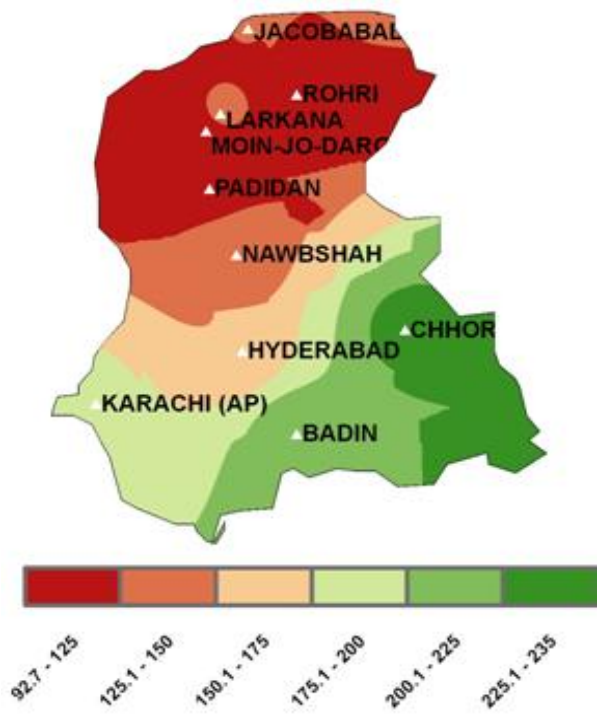 JACOBABAL
ROHRI
LARKANA
MOIN-JO-DARO
PADIDAN
NAWBSHAH
CHHOR
HYDERABAD
KARACHI (AP)
BADIN
92.7 - 125
125.1 - 150
150.1 - 175
175.1 - 200
200.1 - 225
225.1 - 235